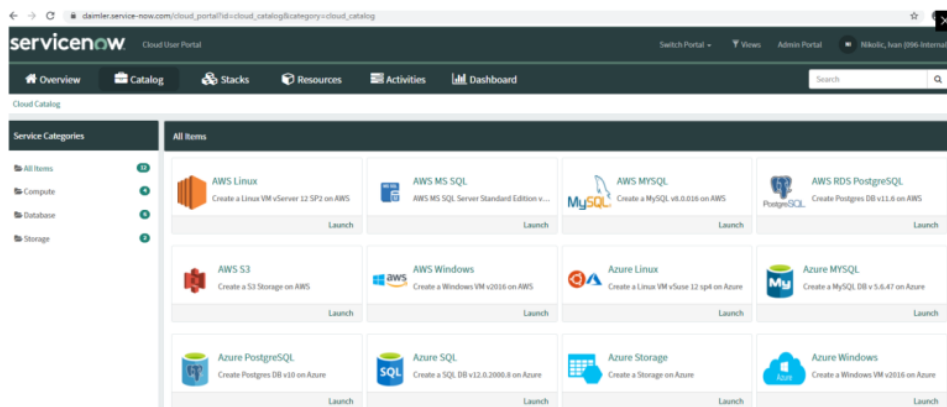 daimler.service-now.com/cloud_portal?id=cloud_catalog&category=cloud_catalog
servicenow Cloud User Portal Switch Portal Views Admin Portal Nikolic, Ivan (096-Internal
Overview Catalog Stacks Resources Activities Dashboard Search
Cloud Catalog
Service Categories
All Items 12
Compute 4
Database 6
Storage 2
All Items
AWS Linux
Create a Linux VM vServer 12 SP2 on AWS
Launch
AWS MS SQL
AWS MS SQL Server Standard Edition v...
Launch
MySQL
AWS MYSQL
Create a MySQL v8.0.016 on AWS
Launch
PostgreSQL
AWS RDS PostgreSQL
Create Postgres DB v11.6 on AWS
Launch
AWS S3
Create a S3 Storage on AWS
Launch
aws
AWS Windows
Create a Windows VM v2016 on AWS
Launch
Azure Linux
Create a Linux VM vSuse 12 sp4 on Azure
Launch
My
Azure MYSQL
Create a MySQL DB v 5.6.47 on Azure
Launch
Azure PostgreSQL
Create Postgres DB v10 on Azure
Launch
SQL
Azure SQL
Create a SQL DB v12.0.2000.8 on Azure
Launch
Azure Storage
Create a Storage on Azure
Launch
Azure
Azure Windows
Create a Windows VM v2016 on Azure
Launch